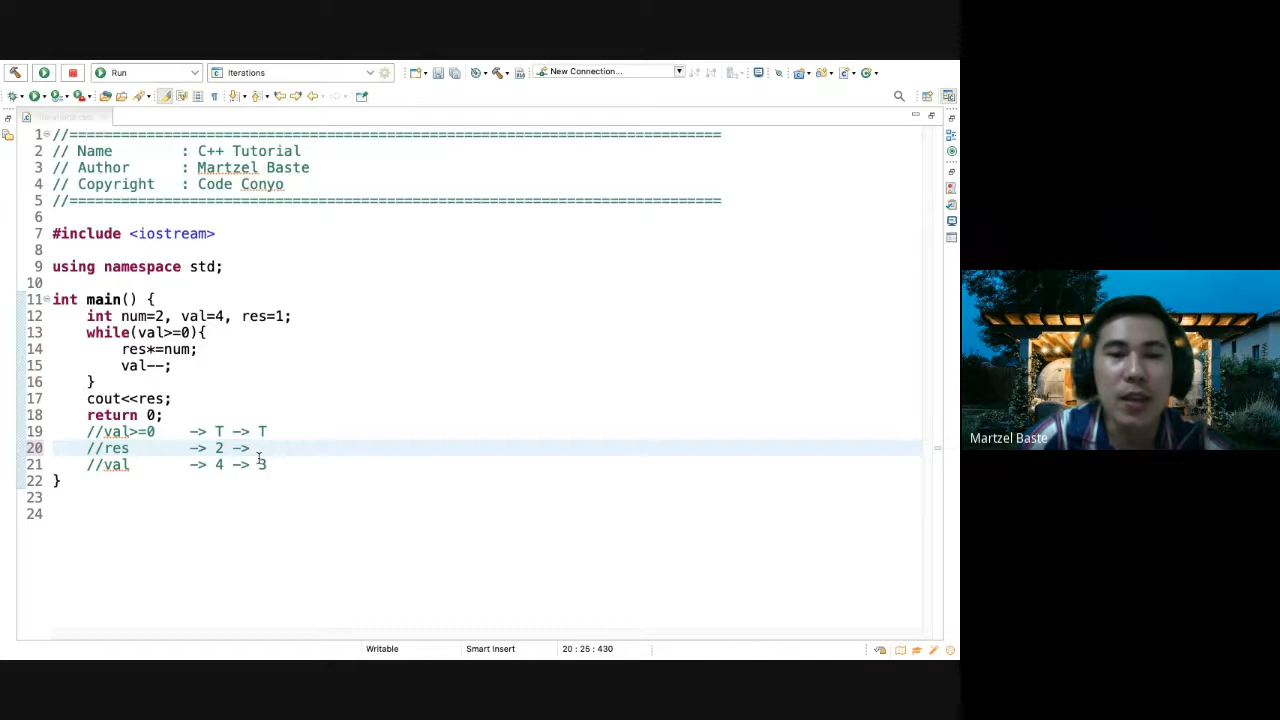 Run
Iterations
New Connection...
1 //============================================================================
2 // Name        : C++ Tutorial
3 // Author      : Martzel Baste
4 // Copyright   : Code Conyo
5 //============================================================================
6
7 #include <iostream>
8
9 using namespace std;
10
11 int main() {
12     int num=2, val=4, res=1;
13     while(val>=0){
14         res*=num;
15         val--;
16     }
17     cout<<res;
18     return 0;
19     //val>=0    -> T -> T
20     //res       -> 2 ->
21     //val       -> 4 -> 3
22 }
23
24
Martzel Baste
Writable
Smart Insert
20 : 25 : 430